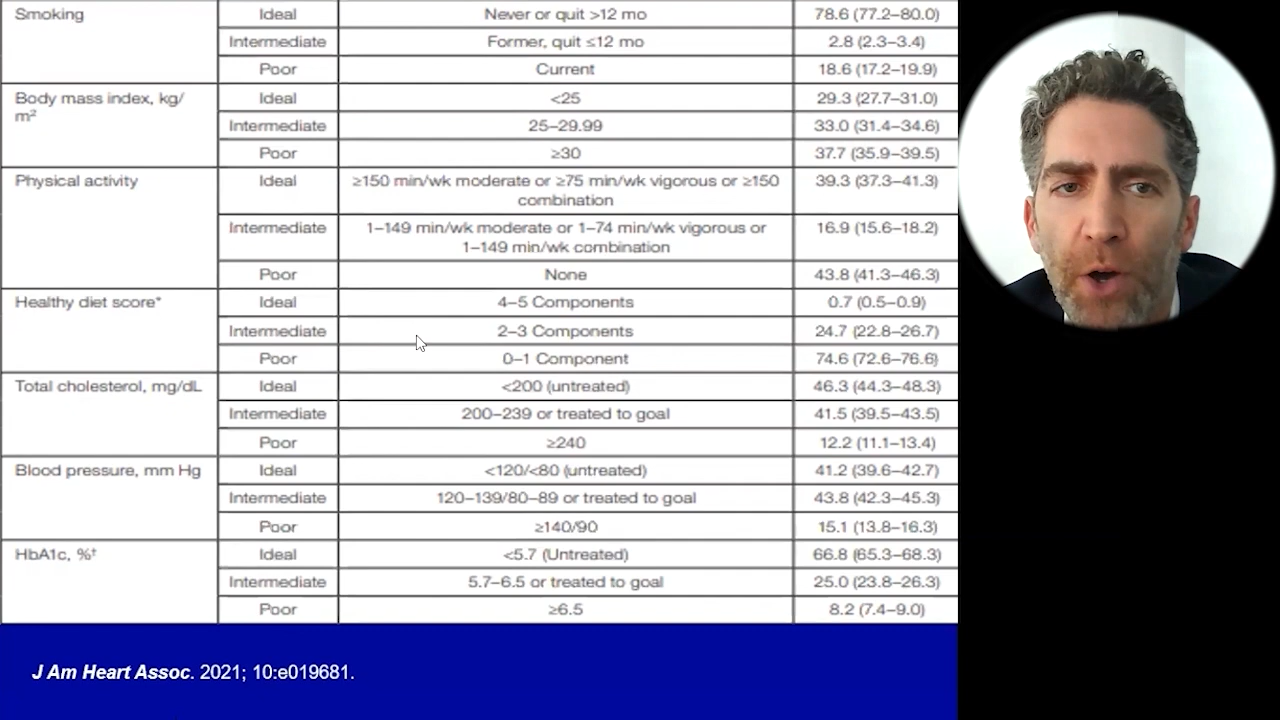 Smoking Ideal Never or quit >12 mo 78.6 (77.2–80.0)
Intermediate Former, quit ≤12 mo 2.8 (2.3–3.4)
Poor Current 18.6 (17.2–19.9)
Body mass index, kg/
m² Ideal <25 29.3 (27.7–31.0)
Intermediate 25–29.99 33.0 (31.4–34.6)
Poor ≥30 37.7 (35.9–39.5)
Physical activity Ideal ≥150 min/wk moderate or ≥75 min/wk vigorous or ≥150
combination 39.3 (37.3–41.3)
Intermediate 1–149 min/wk moderate or 1–74 min/wk vigorous or
1–149 min/wk combination 16.9 (15.6–18.2)
Poor None 43.8 (41.3–46.3)
Healthy diet score* Ideal 4–5 Components 0.7 (0.5–0.9)
Intermediate 2–3 Components 24.7 (22.8–26.7)
Poor 0–1 Component 74.6 (72.6–76.6)
Total cholesterol, mg/dL Ideal <200 (untreated) 46.3 (44.3–48.3)
Intermediate 200–239 or treated to goal 41.5 (39.5–43.5)
Poor ≥240 12.2 (11.1–13.4)
Blood pressure, mm Hg Ideal <120/<80 (untreated) 41.2 (39.6–42.7)
Intermediate 120–139/80–89 or treated to goal 43.8 (42.3–45.3)
Poor ≥140/90 15.1 (13.8–16.3)
HbA1c, %† Ideal <5.7 (Untreated) 66.8 (65.3–68.3)
Intermediate 5.7–6.5 or treated to goal 25.0 (23.8–26.3)
Poor ≥6.5 8.2 (7.4–9.0)
J Am Heart Assoc. 2021; 10:e019681.